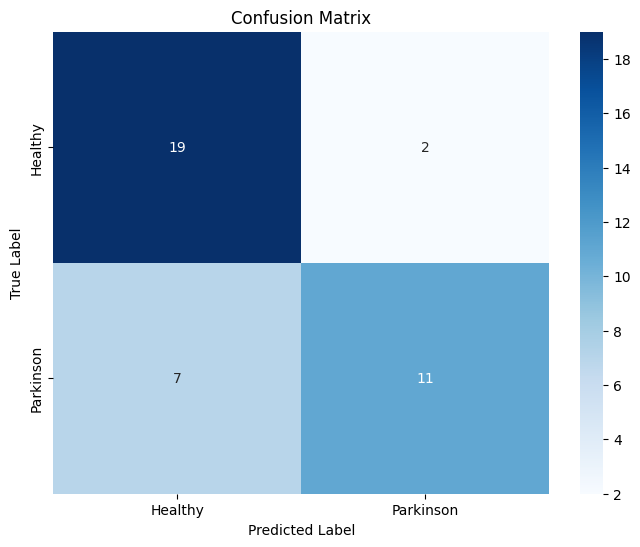 Confusion Matrix
True Label
Healthy
19
2
Parkinson
7
11
Healthy
Parkinson
Predicted Label
18
16
14
12
10
8
6
4
2